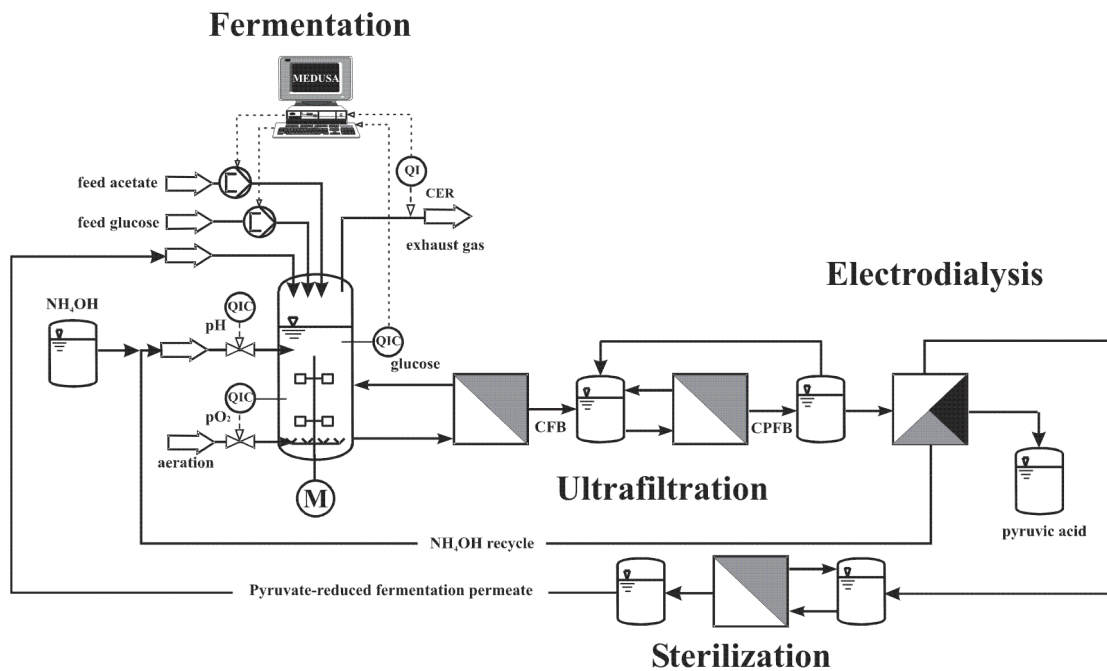 Fermentation
MEDUSA
feed acetate
QI
CER
feed glucose
exhaust gas
Electrodialysis
NH₄OH
QIC
pH
QIC
glucose
QIC
pO₂
CFB
CPFB
aeration
M
Ultrafiltration
pyruvic acid
NH₄OH recycle
Pyruvate-reduced fermentation permeate
Sterilization